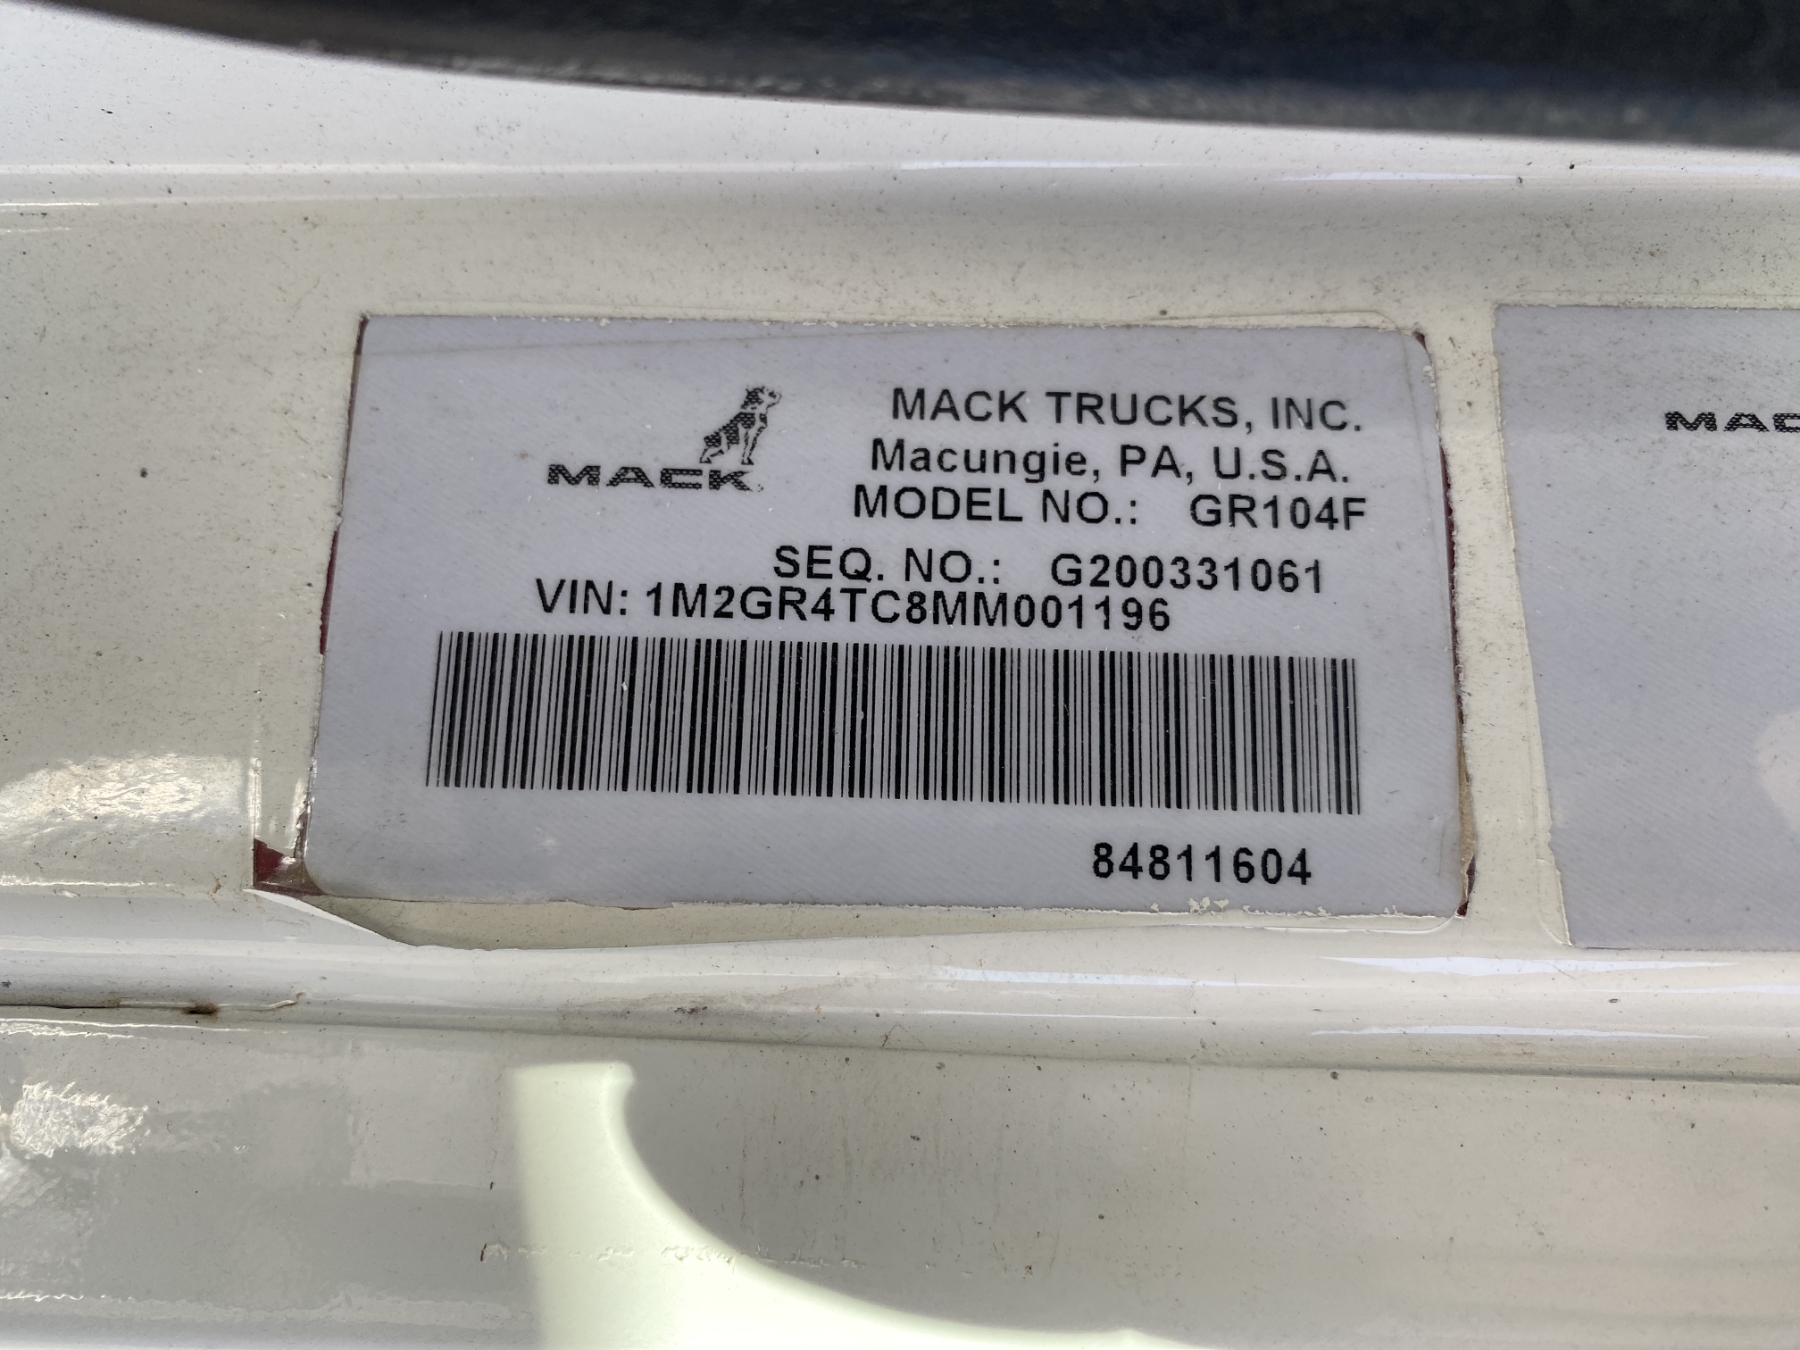 MACK
MACK TRUCKS, INC.
Macungie, PA, U.S.A.
MODEL NO.: GR104F
SEQ. NO.: G200331061
VIN: 1M2GR4TC8MM001196
84811604